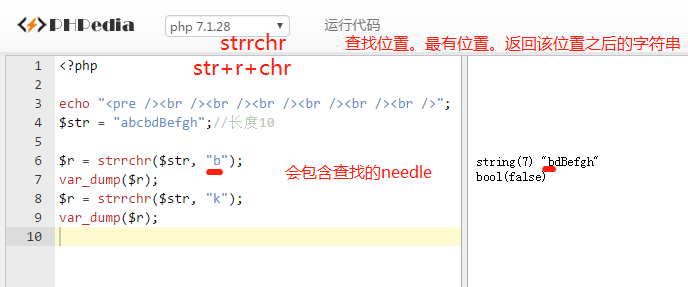 PHPedia
php 7.1.28
运行代码
strrchr
查找位置。最有位置。返回该位置之后的字符串
str+r+chr
1 <?php
2
3 echo "<pre /><br /><br /><br /><br /><br /><br />";
4 $str = "abcbdBefgh";//长度10
5
6 $r = strrchr($str, "b");
7 var_dump($r);
8 $r = strrchr($str, "k");
9 var_dump($r);
10
会包含查找的needle
string(7) "bdBefgh"
bool(false)